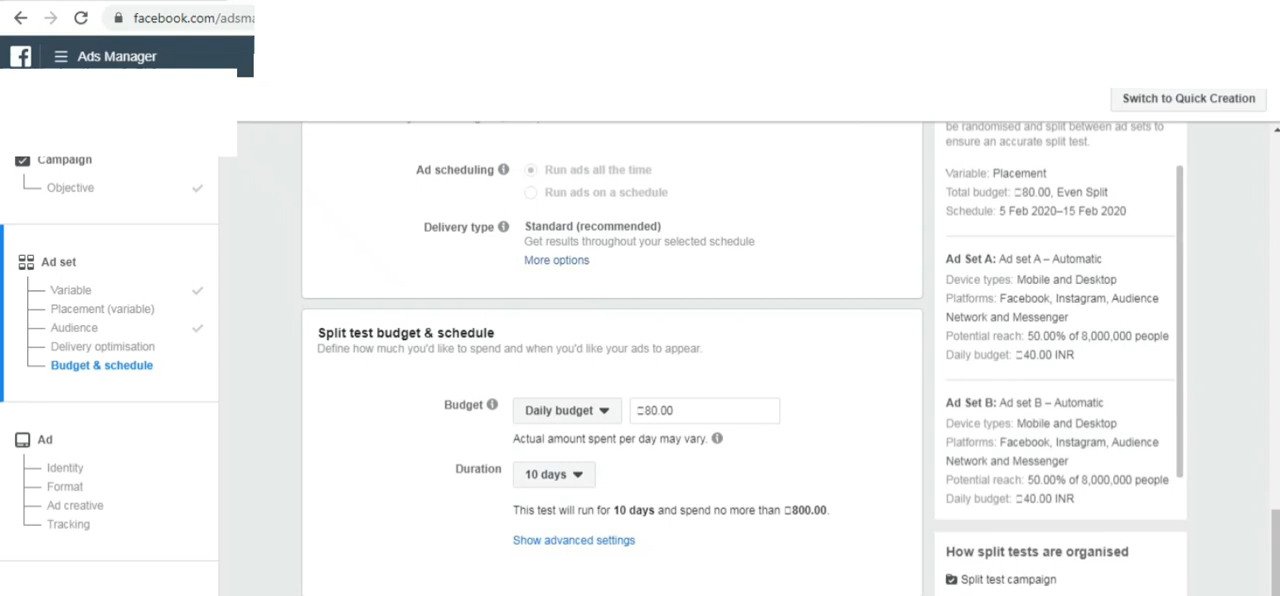 facebook.com/adsma
Ads Manager
Switch to Quick Creation
Campaign
Objective
Ad set
Variable
Placement (variable)
Audience
Delivery optimisation
Budget & schedule
Ad
Identity
Format
Ad creative
Tracking
Ad scheduling
Run ads all the time
Run ads on a schedule
Delivery type
Standard (recommended)
Get results throughout your selected schedule
More options
Split test budget & schedule
Define how much you'd like to spend and when you'd like your ads to appear.
Budget
Daily budget
80.00
Actual amount spent per day may vary.
Duration
10 days
This test will run for 10 days and spend no more than 800.00.
Show advanced settings
be randomised and split between ad sets to
ensure an accurate split test.
Variable: Placement
Total budget: 80.00, Even Split
Schedule: 5 Feb 2020–15 Feb 2020
Ad Set A: Ad set A – Automatic
Device types: Mobile and Desktop
Platforms: Facebook, Instagram, Audience
Network and Messenger
Potential reach: 50.00% of 8,000,000 people
Daily budget: 40.00 INR
Ad Set B: Ad set B – Automatic
Device types: Mobile and Desktop
Platforms: Facebook, Instagram, Audience
Network and Messenger
Potential reach: 50.00% of 8,000,000 people
Daily budget: 40.00 INR
How split tests are organised
Split test campaign